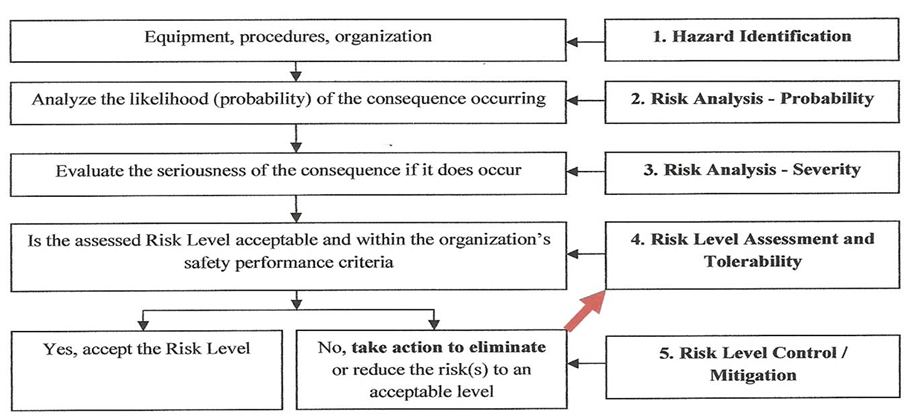 Equipment, procedures, organization
1. Hazard Identification
Analyze the likelihood (probability) of the consequence occurring
2. Risk Analysis - Probability
Evaluate the seriousness of the consequence if it does occur
3. Risk Analysis - Severity
Is the assessed Risk Level acceptable and within the organization's
safety performance criteria
4. Risk Level Assessment and
Tolerability
Yes, accept the Risk Level
No, take action to eliminate
or reduce the risk(s) to an
acceptable level
5. Risk Level Control /
Mitigation